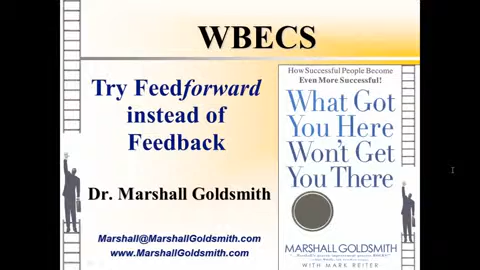 WBECS
Try Feedforward
instead of
Feedback
Dr. Marshall Goldsmith
Marshall@MarshallGoldsmith.com
www.MarshallGoldsmith.com
How Successful People Become
Even More Successful!
What Got
You Here
Won't Get
You There
MARSHALL GOLDSMITH
WITH MARK REITER